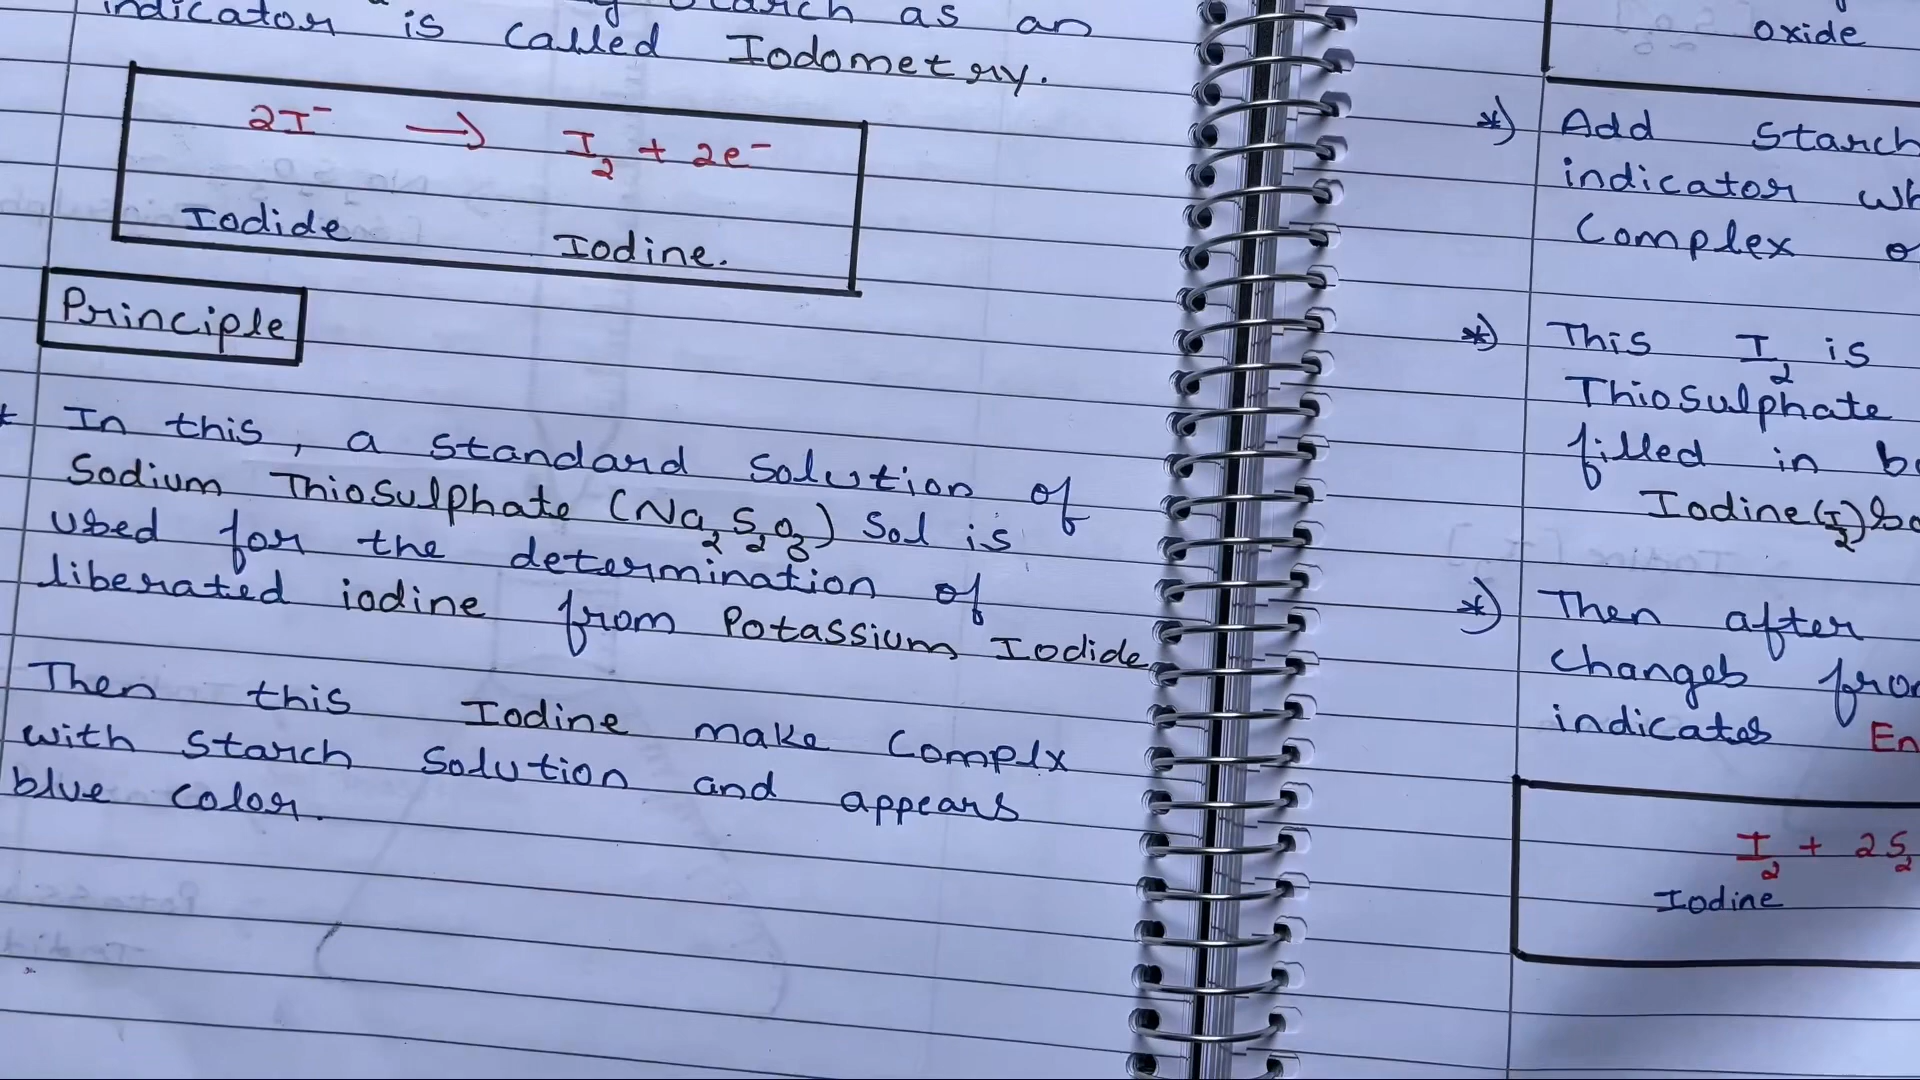 indicator is called Iodometry.
as an
2I⁻ → I₂ + 2e⁻
Iodide Iodine.
Principle
In this, a standard solution of
Sodium Thiosulphate (Na₂S₂O₃) Sol is
used for the determination of
liberated iodine from Potassium Iodide
Then this Iodine make Complx
with starch solution and appears
blue color.
oxide
*) Add Starch
indicator
Complex
*) This I₂ is
Thiosulphate
filled in
Iodine (I₂)
*) Then after
changes
indicates
I₂ + 2S₂
Iodine